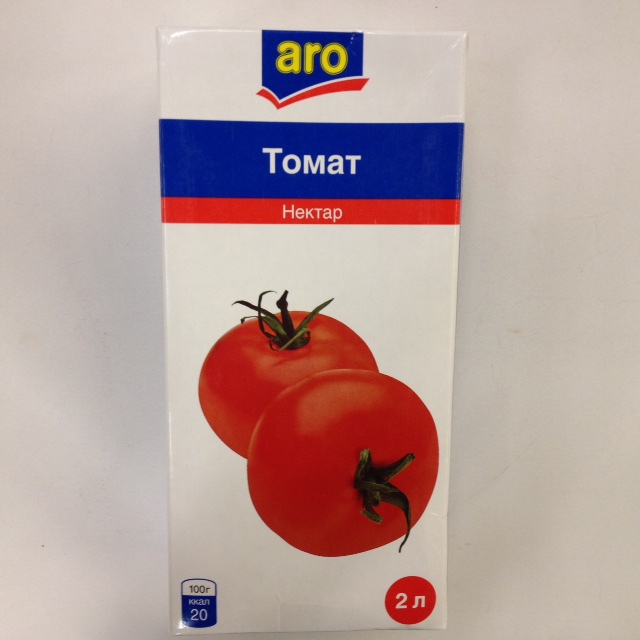 aro
Томат
Нектар
100г
ккал
20
2 л